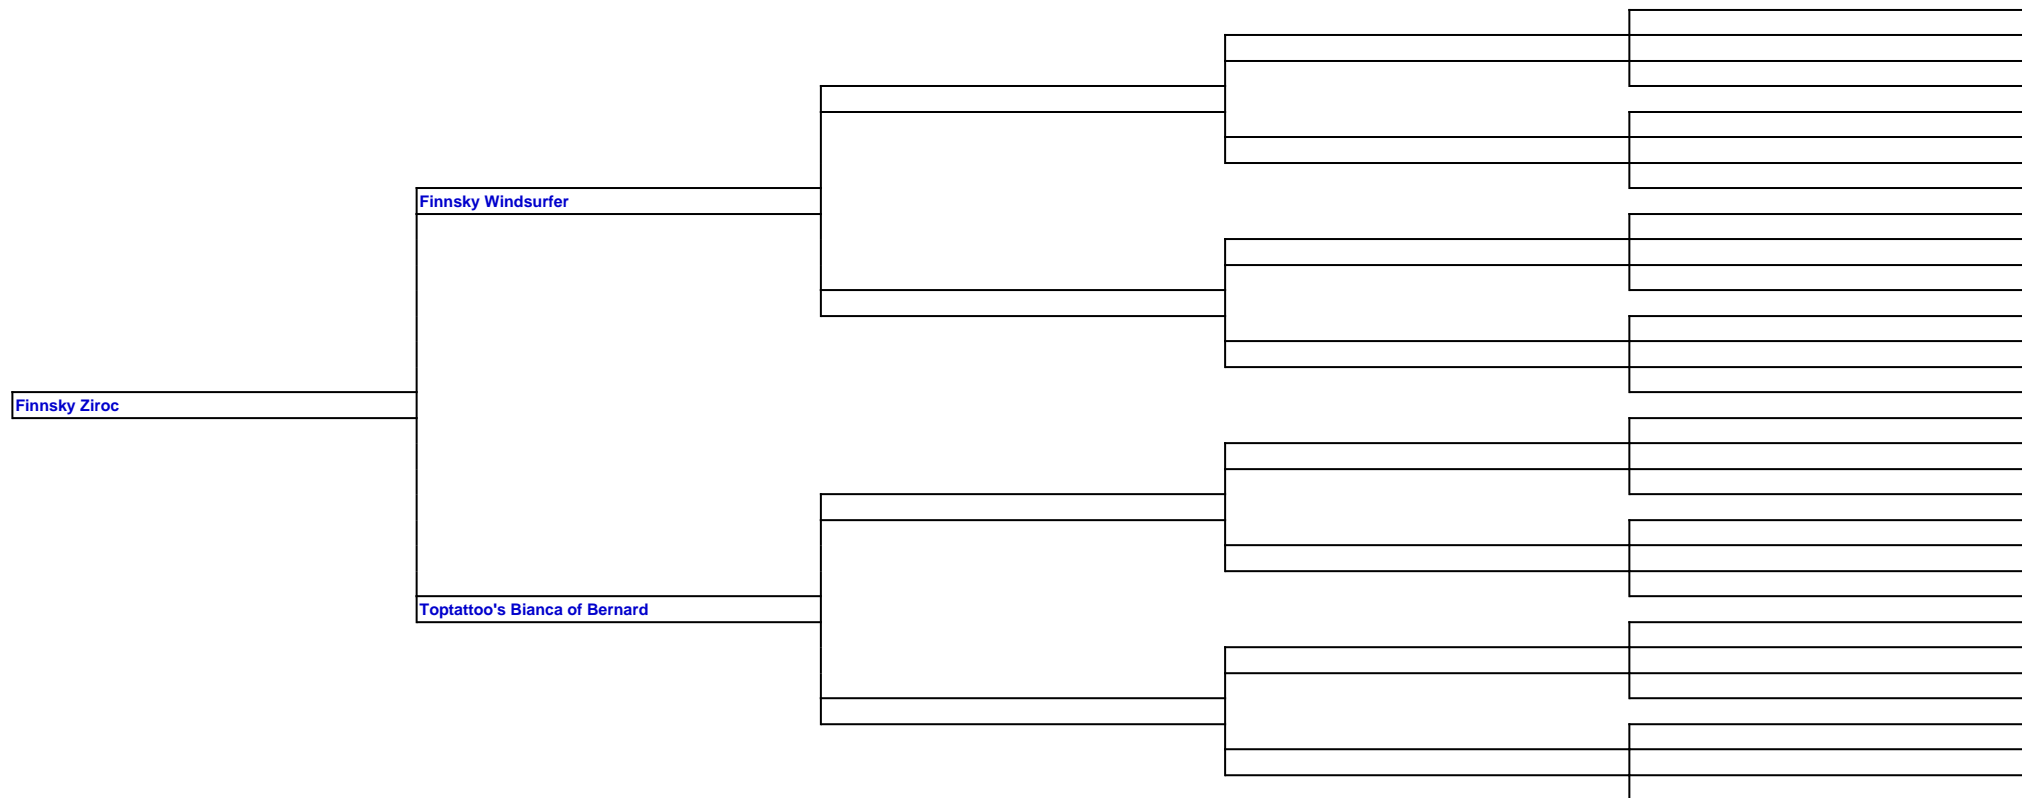 Finnsky Windsurfer
Finnsky Ziroc
Toptattoo's Bianca of Bernard